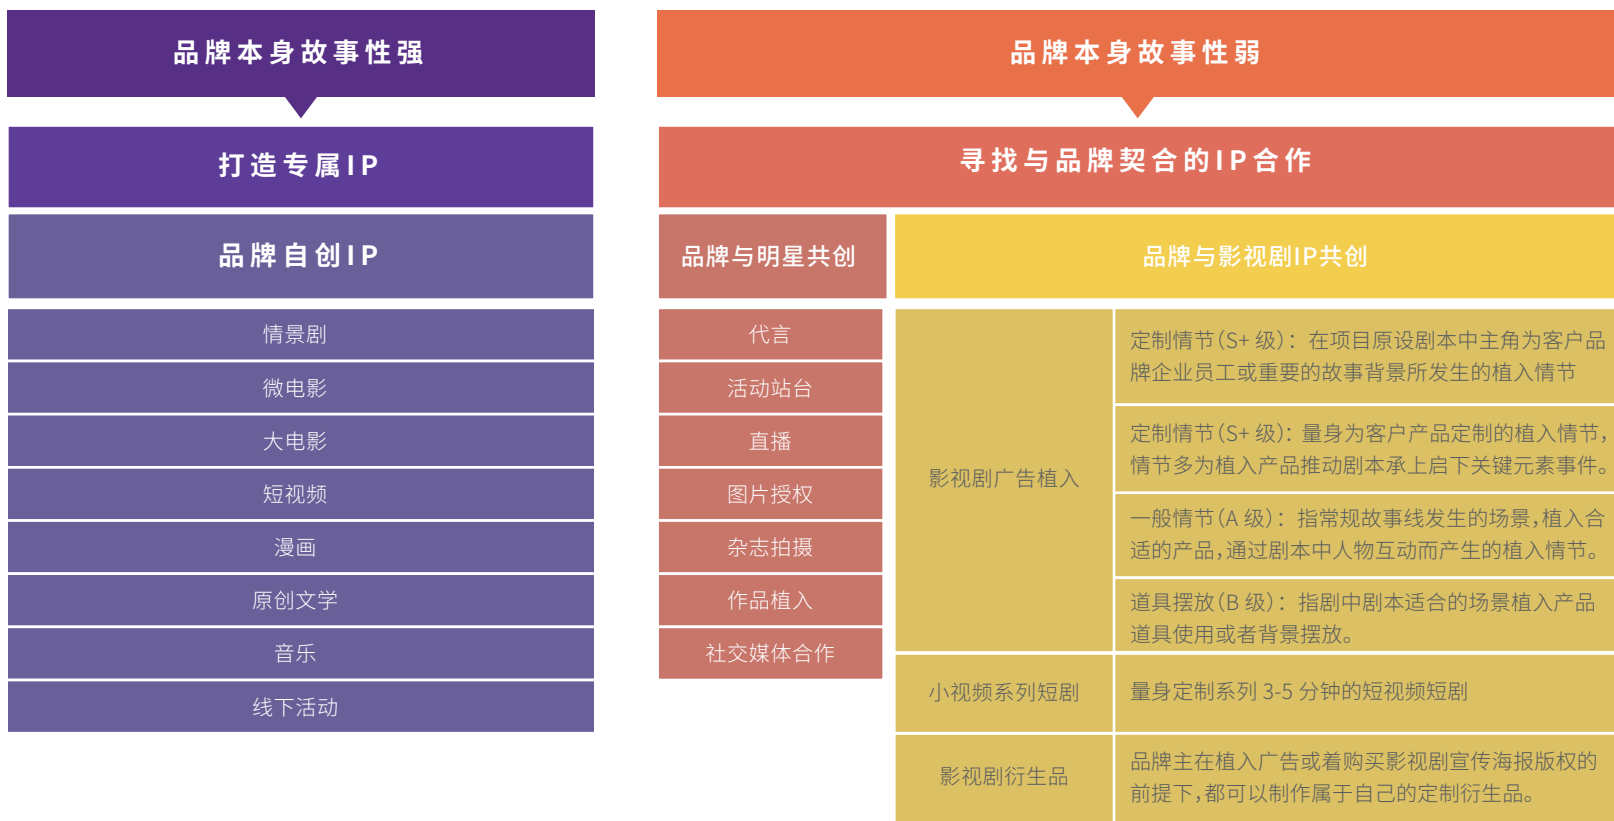 品牌本身故事性强
打造专属IP
品牌自创IP
情景剧
微电影
大电影
短视频
漫画
原创文学
音乐
线下活动
品牌本身故事性弱
寻找与品牌契合的IP合作
品牌与明星共创
代言
活动站台
直播
图片授权
杂志拍摄
作品植入
社交媒体合作
品牌与影视剧IP共创
影视剧广告植入
定制情节(S+ 级)：在项目原设剧本中主角为客户品
牌企业员工或重要的故事背景所发生的植入情节
定制情节(S+ 级)：量身为客户产品定制的植入情节，
情节多为植入产品推动剧本承上启下关键元素事件。
一般情节(A 级)：指常规故事线发生的场景，植入合
适的产品，通过剧本中人物互动而产生的植入情节。
道具摆放(B 级)：指剧中剧本适合的场景植入产品
道具使用或者背景摆放。
小视频系列短剧
量身定制系列 3-5 分钟的短视频短剧
影视剧衍生品
品牌主在植入广告或着购买影视剧宣传海报版权的
前提下，都可以制作属于自己的定制衍生品。